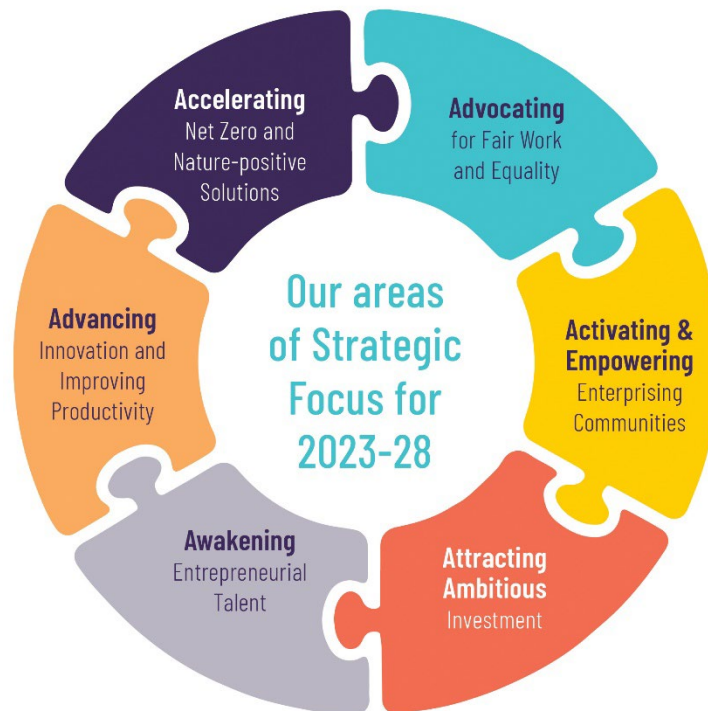 Accelerating
Net Zero and
Nature-positive
Solutions
Advocating
for Fair Work
and Equality
Activating &
Empowering
Enterprising
Communities
Attracting
Ambitious
Investment
Awakening
Entrepreneurial
Talent
Advancing
Innovation and
Improving
Productivity
Our areas
of Strategic
Focus for
2023-28